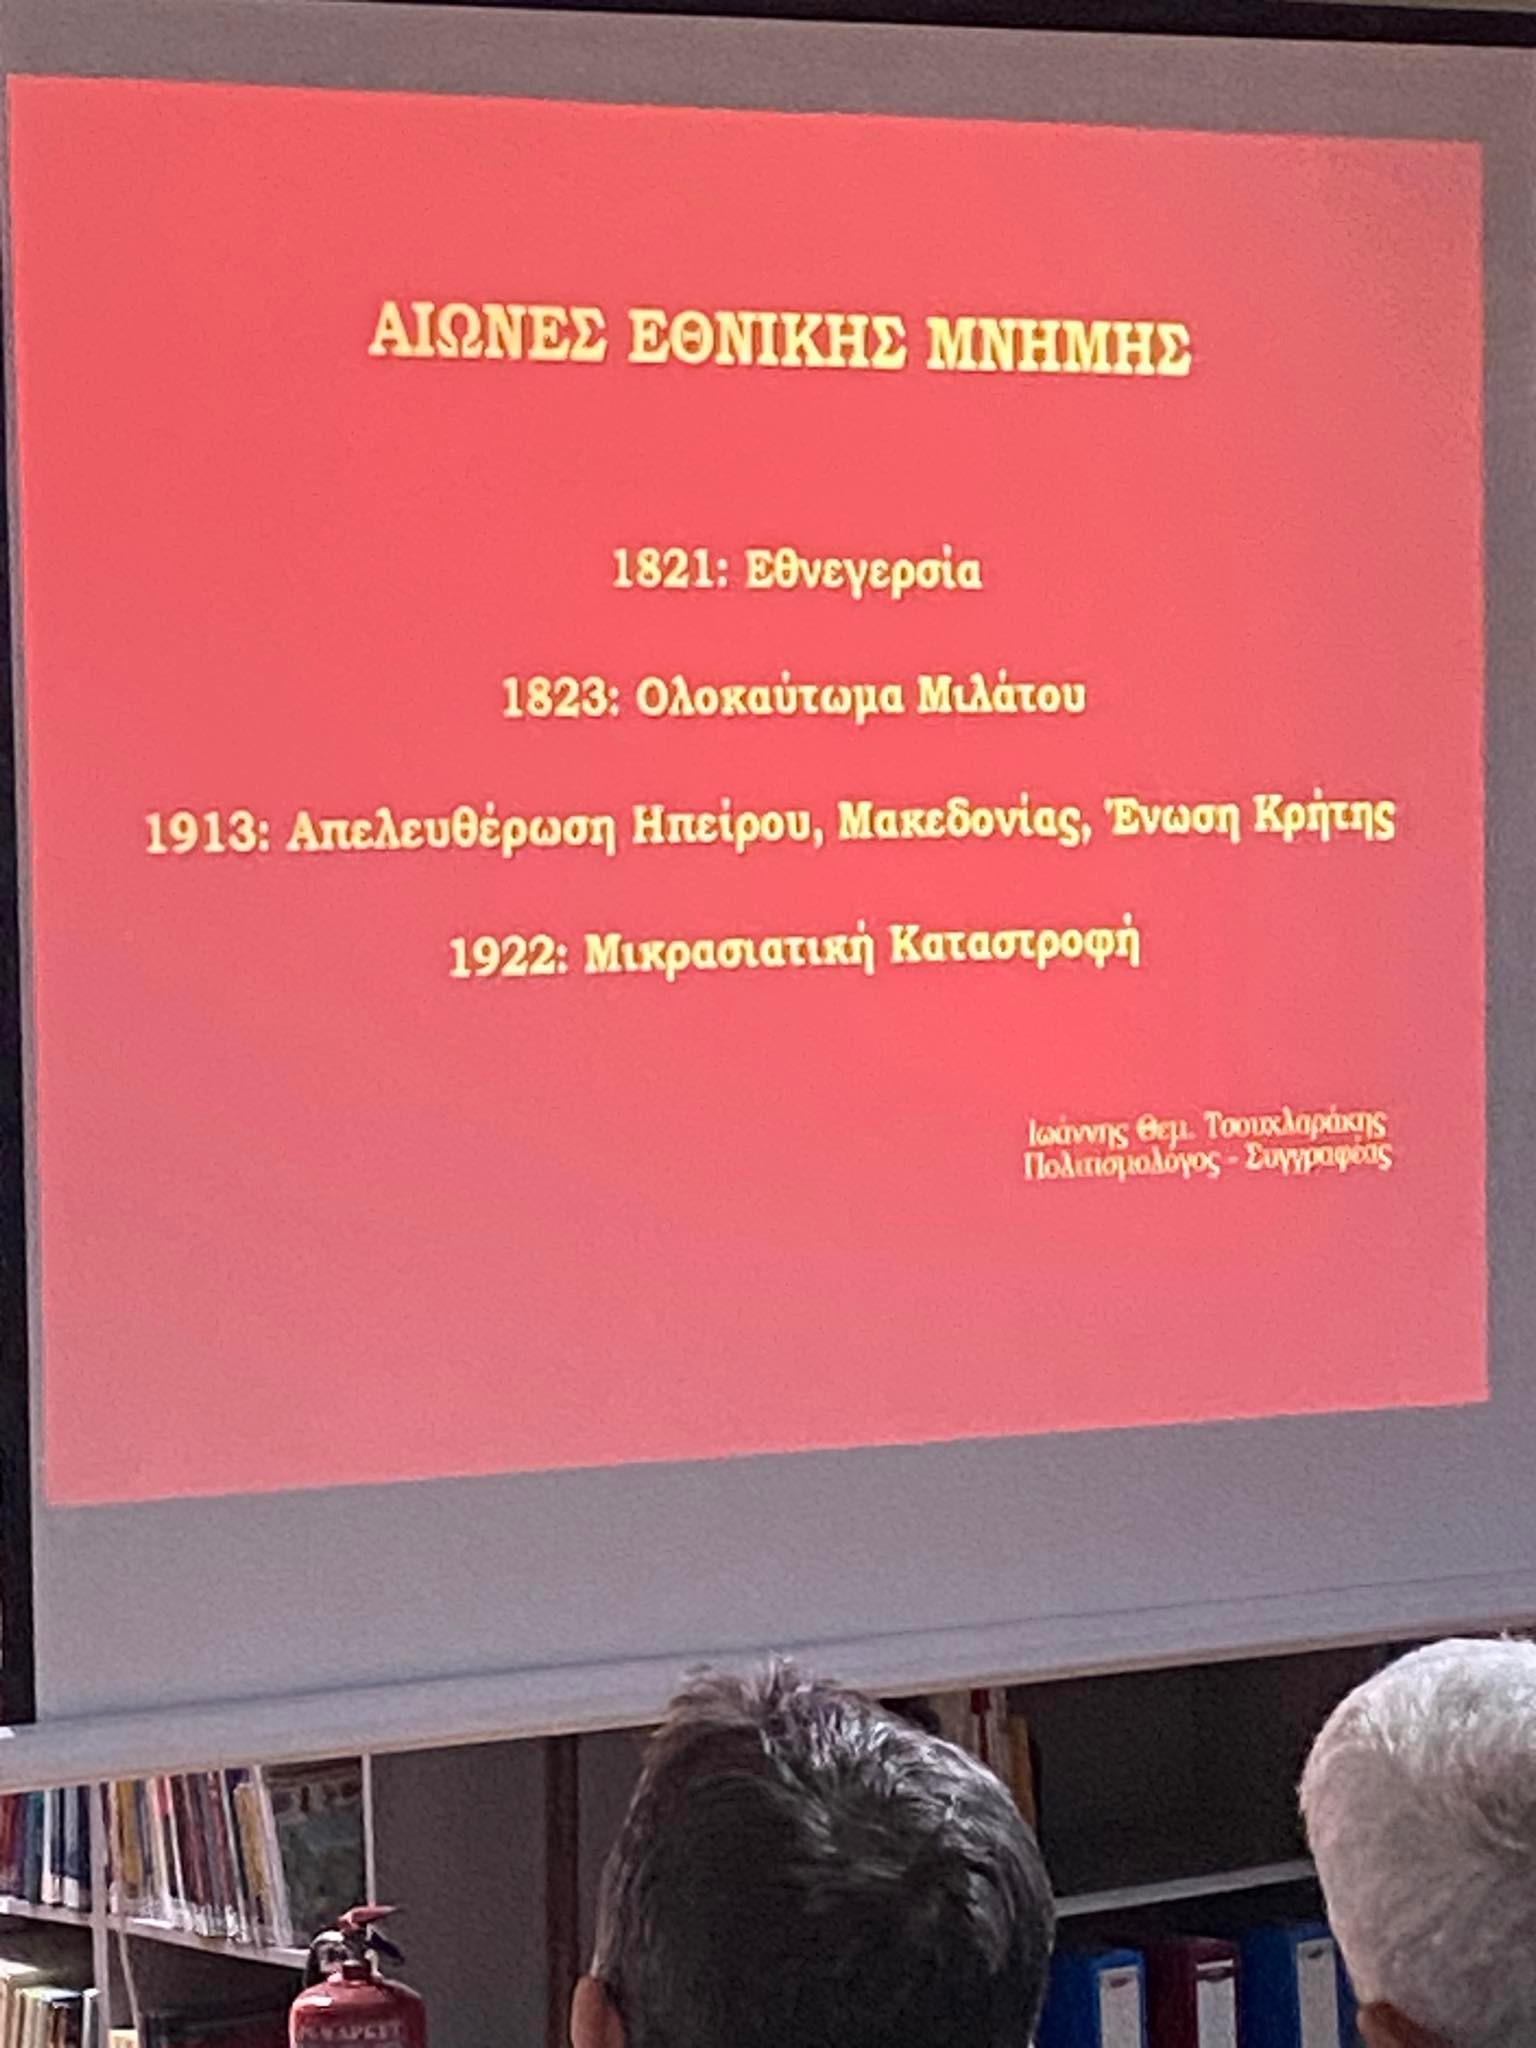 ΑΙΩΝΕΣ ΕΘΝΙΚΗΣ ΜΝΗΜΗΣ
1821: Εθνεγερσία
1823: Ολοκαύτωμα Μιλάτου
1913: Απελευθέρωση Ηπείρου, Μακεδονίας, Ένωση Κρήτης
1922: Μικρασιατική Καταστροφή
Ιωάννης Θεμ. Τσουχλαράκης
Πολιτισμολόγος - Συγγραφέας